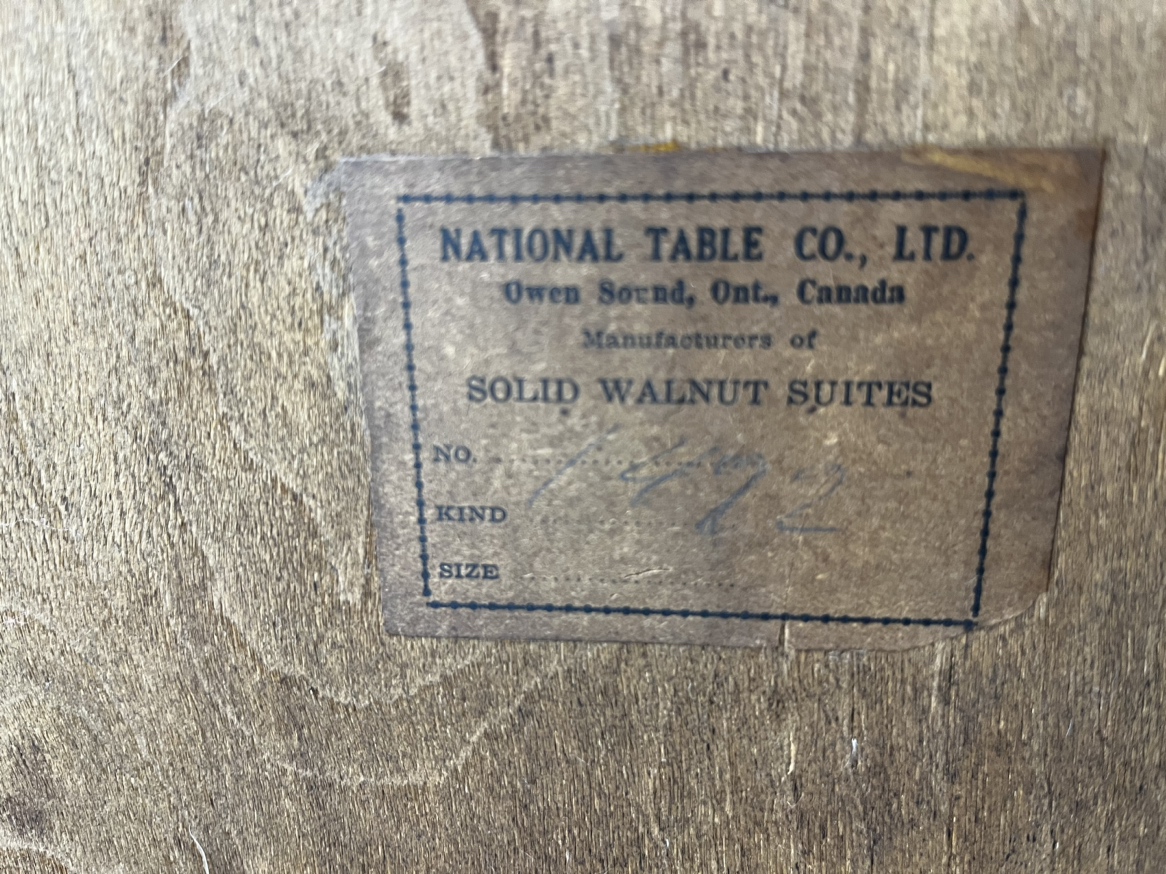 NATIONAL TABLE CO., LTD.
Owen Sound, Ont., Canada
Manufacturers of
SOLID WALNUT SUITES
NO.
KIND
SIZE